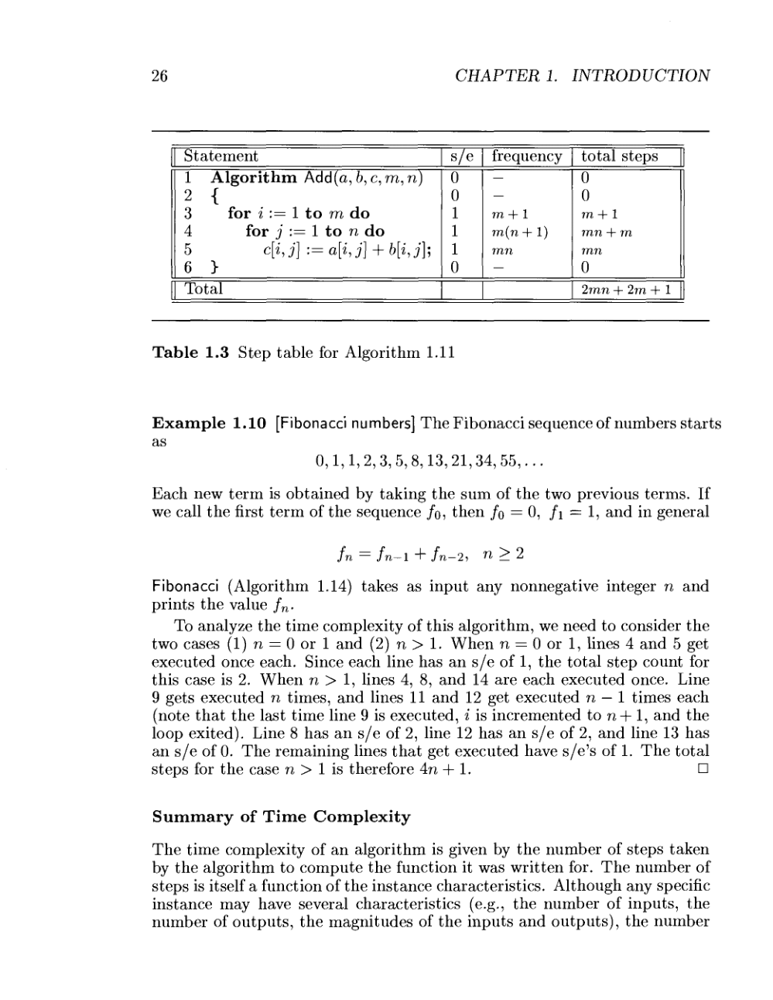 26 CHAPTER 1. INTRODUCTION
Statement s/e frequency total steps
1 Algorithm Add(a, b, c, m, n) 0 – 0
2 { 0 – 0
3 for i := 1 to m do 1 m + 1 m + 1
4 for j := 1 to n do 1 m(n + 1) mn + m
5 c[i, j] := a[i, j] + b[i, j]; 1 mn mn
6 } 0 – 0
Total 2mn + 2m + 1
Table 1.3 Step table for Algorithm 1.11
Example 1.10 [Fibonacci numbers] The Fibonacci sequence of numbers starts
as
0, 1, 1, 2, 3, 5, 8, 13, 21, 34, 55, . . .
Each new term is obtained by taking the sum of the two previous terms. If
we call the first term of the sequence f₀, then f₀ = 0, f₁ = 1, and in general
fₙ = fₙ₋₁ + fₙ₋₂, n ≥ 2
Fibonacci (Algorithm 1.14) takes as input any nonnegative integer n and
prints the value fₙ.
To analyze the time complexity of this algorithm, we need to consider the
two cases (1) n = 0 or 1 and (2) n > 1. When n = 0 or 1, lines 4 and 5 get
executed once each. Since each line has an s/e of 1, the total step count for
this case is 2. When n > 1, lines 4, 8, and 14 are each executed once. Line
9 gets executed n times, and lines 11 and 12 get executed n − 1 times each
(note that the last time line 9 is executed, i is incremented to n + 1, and the
loop exited). Line 8 has an s/e of 2, line 12 has an s/e of 2, and line 13 has
an s/e of 0. The remaining lines that get executed have s/e's of 1. The total
steps for the case n > 1 is therefore 4n + 1. □
Summary of Time Complexity
The time complexity of an algorithm is given by the number of steps taken
by the algorithm to compute the function it was written for. The number of
steps is itself a function of the instance characteristics. Although any specific
instance may have several characteristics (e.g., the number of inputs, the
number of outputs, the magnitudes of the inputs and outputs), the number